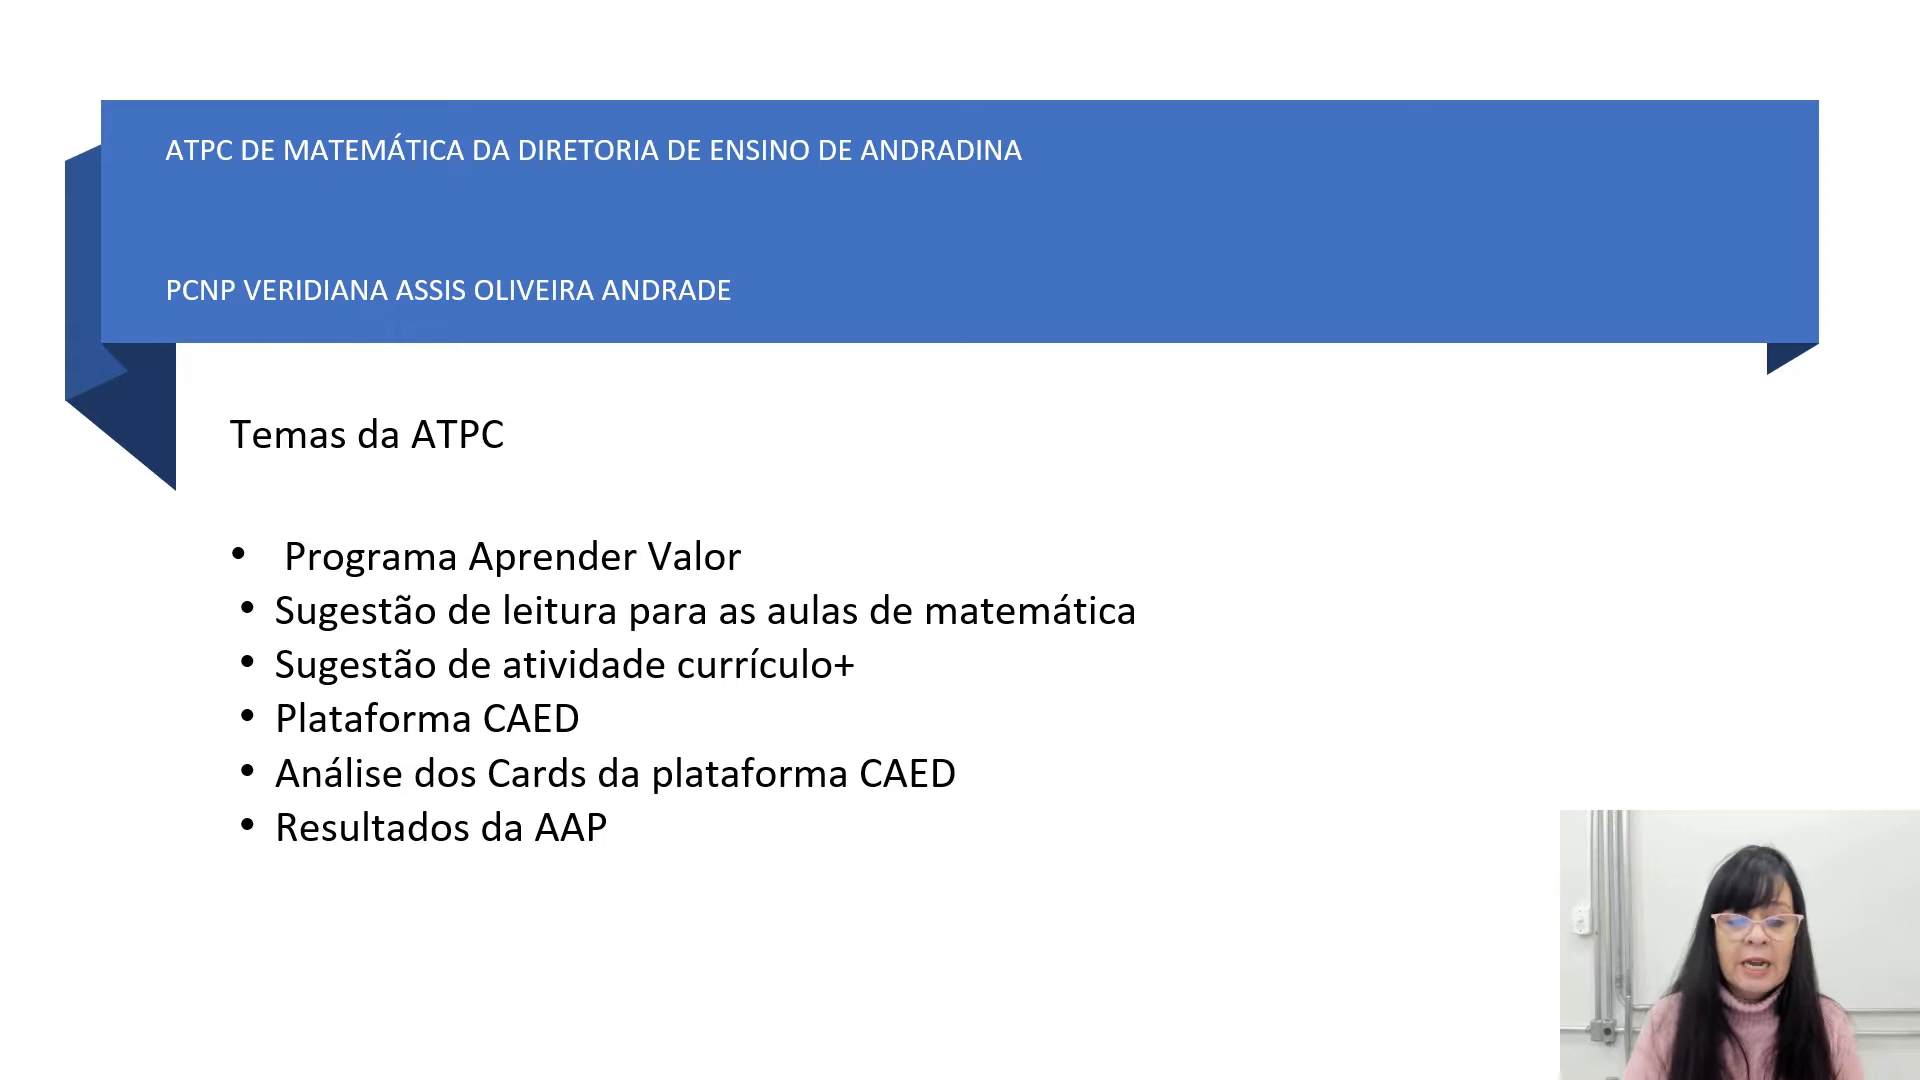 ATPC DE MATEMÁTICA DA DIRETORIA DE ENSINO DE ANDRADINA
PCNP VERIDIANA ASSIS OLIVEIRA ANDRADE
Temas da ATPC
• Programa Aprender Valor
• Sugestão de leitura para as aulas de matemática
• Sugestão de atividade currículo+
• Plataforma CAED
• Análise dos Cards da plataforma CAED
• Resultados da AAP